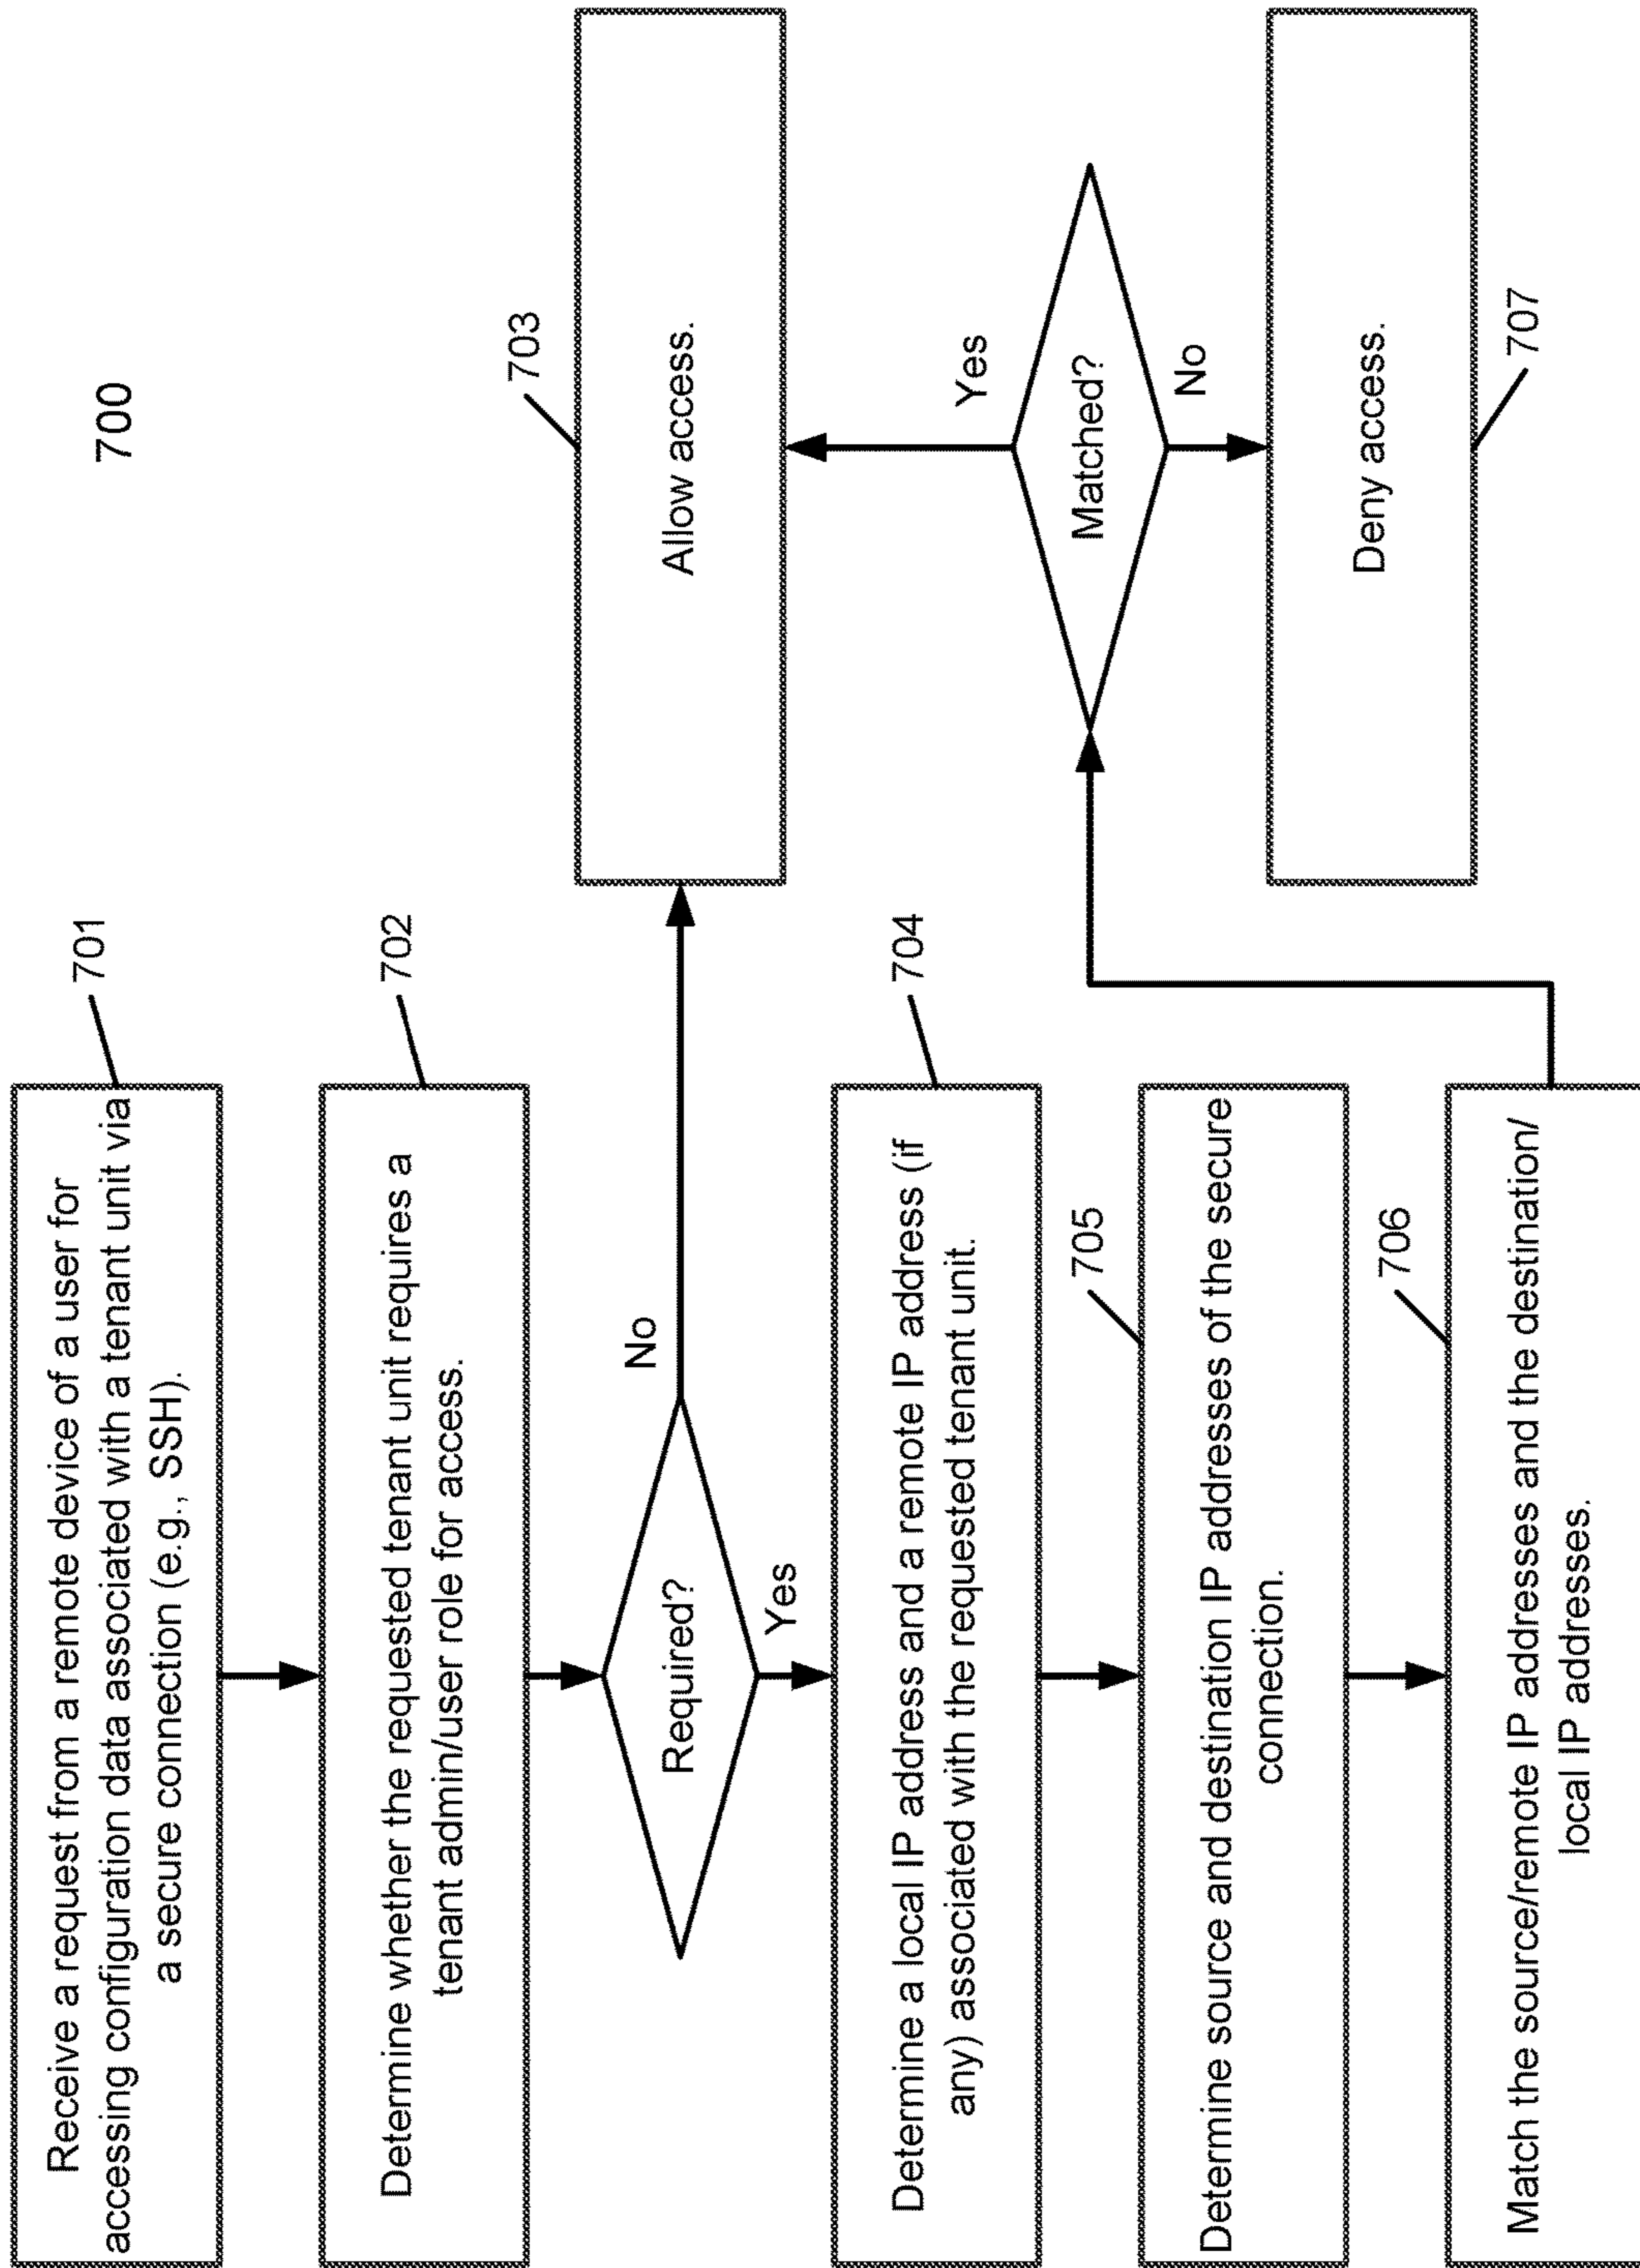 700
Receive a request from a remote device of a user for
accessing configuration data associated with a tenant unit via
a secure connection (e.g., SSH).
701
Determine whether the requested tenant unit requires a
tenant admin/user role for access.
702
Required?
No
Yes
Allow access.
703
Determine a local IP address and a remote IP address (if
any) associated with the requested tenant unit.
704
Determine source and destination IP addresses of the secure
connection.
705
Match the source/remote IP addresses and the destination/
local IP addresses.
706
Matched?
Yes
No
Deny access.
707